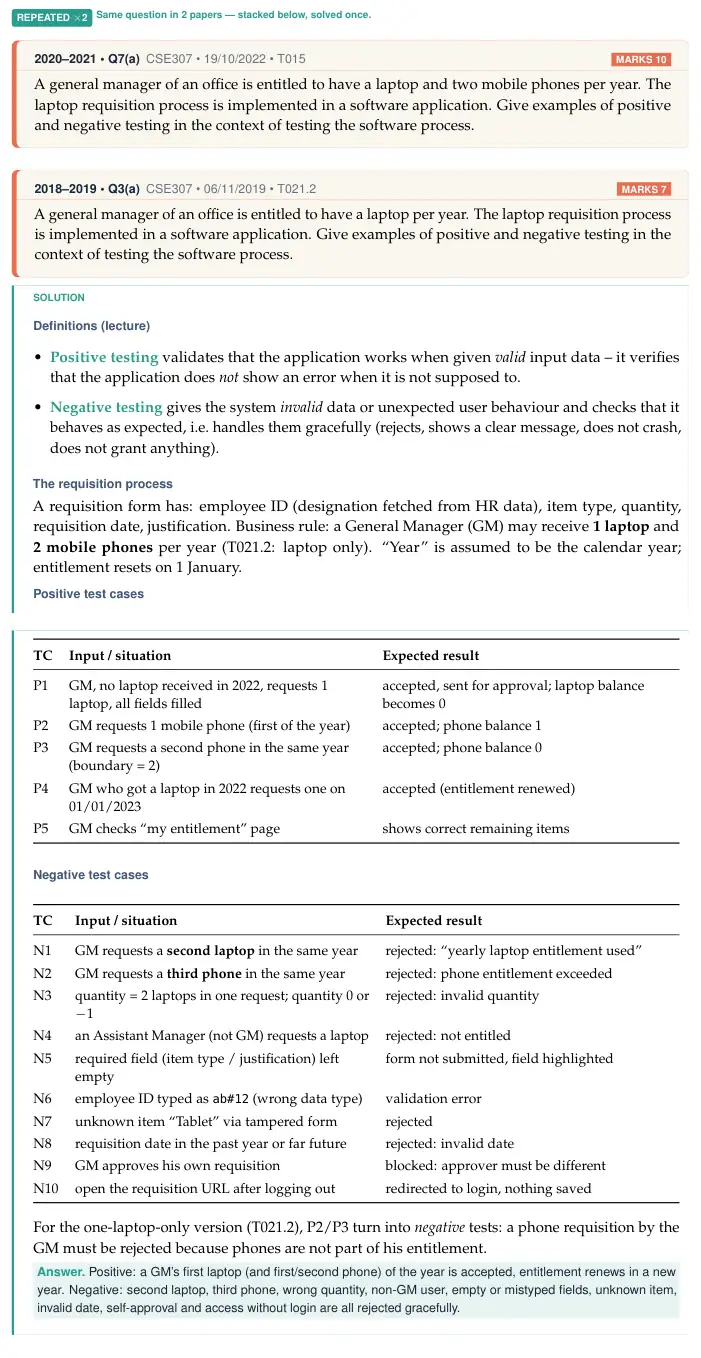 REPEATED ×2 Same question in 2 papers — stacked below, solved once.
2020–2021 • Q7(a) CSE307 • 19/10/2022 • T015 MARKS 10
A general manager of an office is entitled to have a laptop and two mobile phones per year. The
laptop requisition process is implemented in a software application. Give examples of positive
and negative testing in the context of testing the software process.
2018–2019 • Q3(a) CSE307 • 06/11/2019 • T021.2 MARKS 7
A general manager of an office is entitled to have a laptop per year. The laptop requisition process
is implemented in a software application. Give examples of positive and negative testing in the
context of testing the software process.
SOLUTION
Definitions (lecture)
• Positive testing validates that the application works when given valid input data – it verifies
that the application does not show an error when it is not supposed to.
• Negative testing gives the system invalid data or unexpected user behaviour and checks that it
behaves as expected, i.e. handles them gracefully (rejects, shows a clear message, does not crash,
does not grant anything).
The requisition process
A requisition form has: employee ID (designation fetched from HR data), item type, quantity,
requisition date, justification. Business rule: a General Manager (GM) may receive 1 laptop and
2 mobile phones per year (T021.2: laptop only). “Year” is assumed to be the calendar year;
entitlement resets on 1 January.
Positive test cases
TC Input / situation Expected result
P1 GM, no laptop received in 2022, requests 1 accepted, sent for approval; laptop balance
laptop, all fields filled becomes 0
P2 GM requests 1 mobile phone (first of the year) accepted; phone balance 1
P3 GM requests a second phone in the same year accepted; phone balance 0
(boundary = 2)
P4 GM who got a laptop in 2022 requests one on accepted (entitlement renewed)
01/01/2023
P5 GM checks “my entitlement” page shows correct remaining items
Negative test cases
TC Input / situation Expected result
N1 GM requests a second laptop in the same year rejected: “yearly laptop entitlement used”
N2 GM requests a third phone in the same year rejected: phone entitlement exceeded
N3 quantity = 2 laptops in one request; quantity 0 or rejected: invalid quantity
−1
N4 an Assistant Manager (not GM) requests a laptop rejected: not entitled
N5 required field (item type / justification) left form not submitted, field highlighted
empty
N6 employee ID typed as ab#12 (wrong data type) validation error
N7 unknown item “Tablet” via tampered form rejected
N8 requisition date in the past year or far future rejected: invalid date
N9 GM approves his own requisition blocked: approver must be different
N10 open the requisition URL after logging out redirected to login, nothing saved
For the one-laptop-only version (T021.2), P2/P3 turn into negative tests: a phone requisition by the
GM must be rejected because phones are not part of his entitlement.
Answer. Positive: a GM’s first laptop (and first/second phone) of the year is accepted, entitlement renews in a new
year. Negative: second laptop, third phone, wrong quantity, non-GM user, empty or mistyped fields, unknown item,
invalid date, self-approval and access without login are all rejected gracefully.